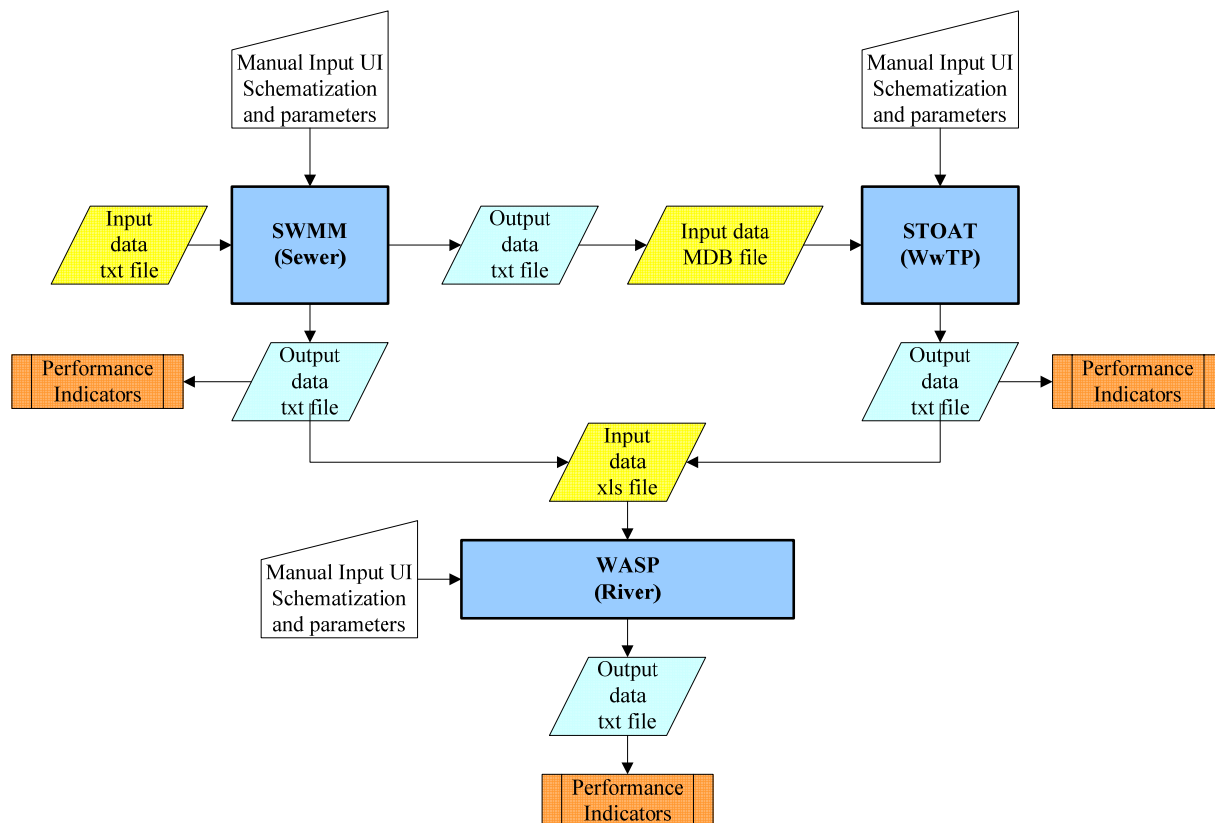 Manual Input UI
Schematization
and parameters
Manual Input UI
Schematization
and parameters
Input
data
txt file
SWMM
(Sewer)
Output
data
txt file
Input data
MDB file
STOAT
(WwTP)
Performance
Indicators
Output
data
txt file
Output
data
txt file
Performance
Indicators
Input
data
xls file
Manual Input UI
Schematization
and parameters
WASP
(River)
Output
data
txt file
Performance
Indicators